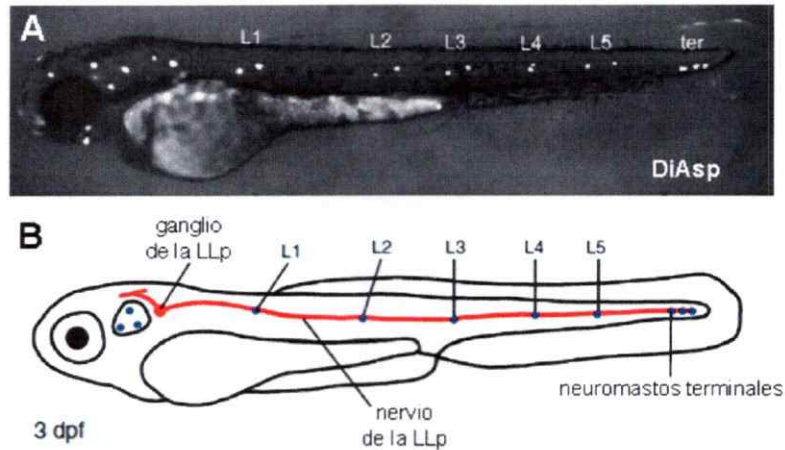 A
L1 L2 L3 L4 L5 ter
DiAsp
B
ganglio
de la LLp
L1 L2 L3 L4 L5
neuromastos terminales
nervio
de la LLp
3 dpf